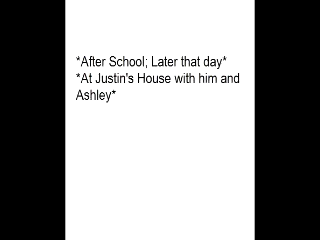 *After School; Later that day*
*At Justin's House with him and
Ashley*